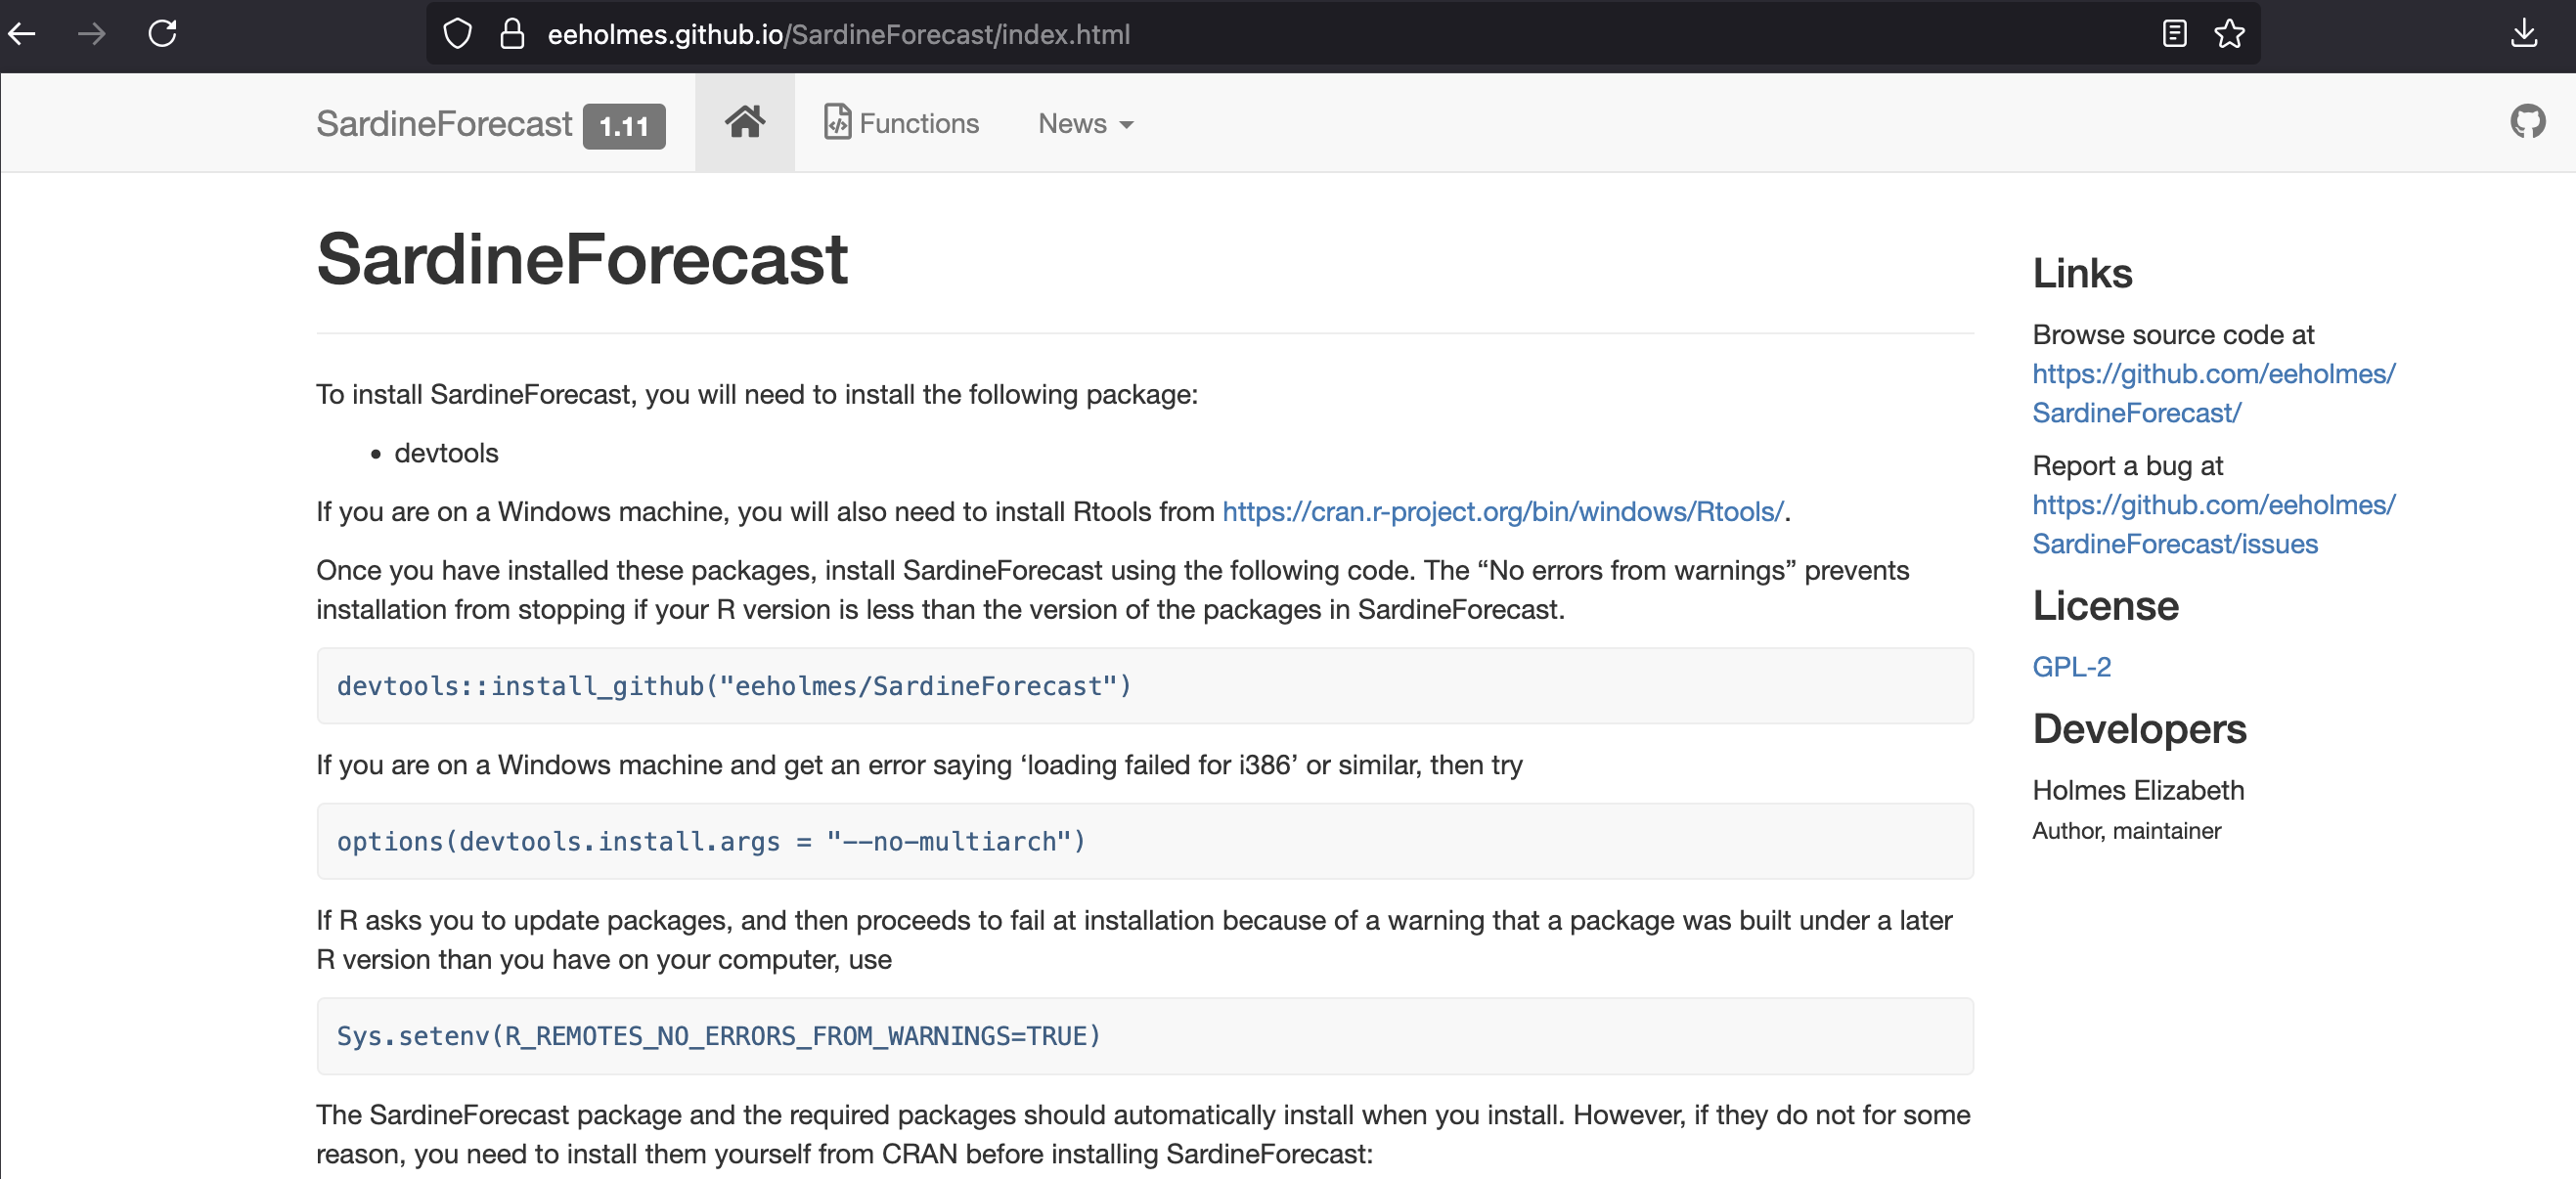 eeholmes.github.io/SardineForecast/index.html
SardineForecast 1.11 Functions News
SardineForecast
To install SardineForecast, you will need to install the following package:
• devtools
If you are on a Windows machine, you will also need to install Rtools from https://cran.r-project.org/bin/windows/Rtools/.
Once you have installed these packages, install SardineForecast using the following code. The “No errors from warnings” prevents
installation from stopping if your R version is less than the version of the packages in SardineForecast.
devtools::install_github("eeholmes/SardineForecast")
If you are on a Windows machine and get an error saying ‘loading failed for i386’ or similar, then try
options(devtools.install.args = "--no-multiarch")
If R asks you to update packages, and then proceeds to fail at installation because of a warning that a package was built under a later
R version than you have on your computer, use
Sys.setenv(R_REMOTES_NO_ERRORS_FROM_WARNINGS=TRUE)
The SardineForecast package and the required packages should automatically install when you install. However, if they do not for some
reason, you need to install them yourself from CRAN before installing SardineForecast:
Links
Browse source code at
https://github.com/eeholmes/
SardineForecast/
Report a bug at
https://github.com/eeholmes/
SardineForecast/issues
License
GPL-2
Developers
Holmes Elizabeth
Author, maintainer